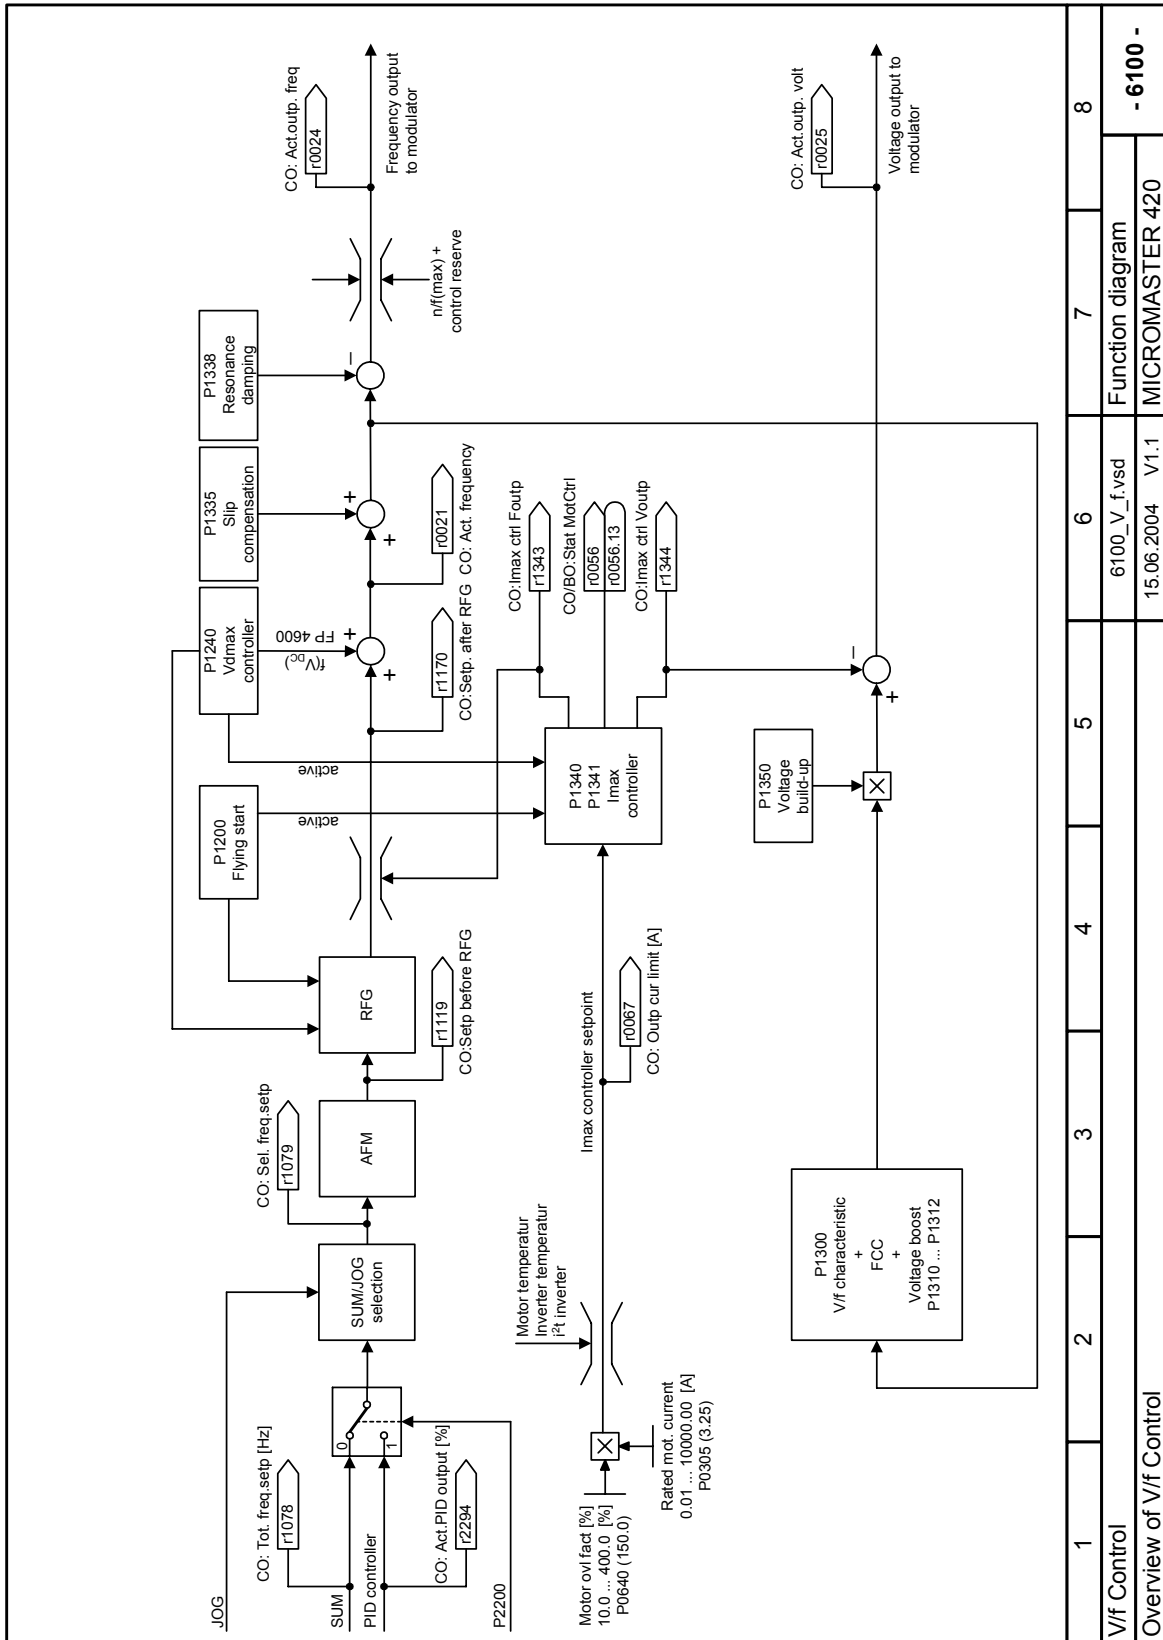 JOG
CO: Tot. freq.setp [Hz]
r1078
SUM
PID controller
CO: Act.PID output [%]
r2294
P2200
0
1
SUM/JOG
selection
CO: Sel. freq.setp
r1079
AFM
r1119
CO:Setp before RFG
RFG
P1200
Flying start
active
P1240
Vdmax
controller
active
f(VDC)
FP 4600
+
+
r1170
CO:Setp. after RFG
r0021
CO: Act. frequency
P1335
Slip
compensation
+
+
P1338
Resonance
damping
–
n/f(max) +
control reserve
CO: Act.outp. freq
r0024
Frequency output
to modulator
Motor ovl fact [%]
10.0 ... 400.0 [%]
P0640 (150.0)
Rated mot. current
0.01 ... 10000.00 [A]
P0305 (3.25)
Motor temperatur
Inverter temperatur
i²t inverter
Imax controller setpoint
r0067
CO: Outp cur limit [A]
P1340
P1341
Imax
controller
CO:Imax ctrl Foutp
r1343
CO/BO:Stat MotCtrl
r0056
r0056.13
CO:Imax ctrl Voutp
r1344
P1300
V/f characteristic
+
FCC
+
Voltage boost
P1310 ... P1312
P1350
Voltage
build-up
+
–
CO: Act.outp. volt
r0025
Voltage output to
modulator
1 2 3 4 5 6 7 8
V/f Control
6100_V_f.vsd
Function diagram
- 6100 -
Overview of V/f Control
15.06.2004 V1.1
MICROMASTER 420